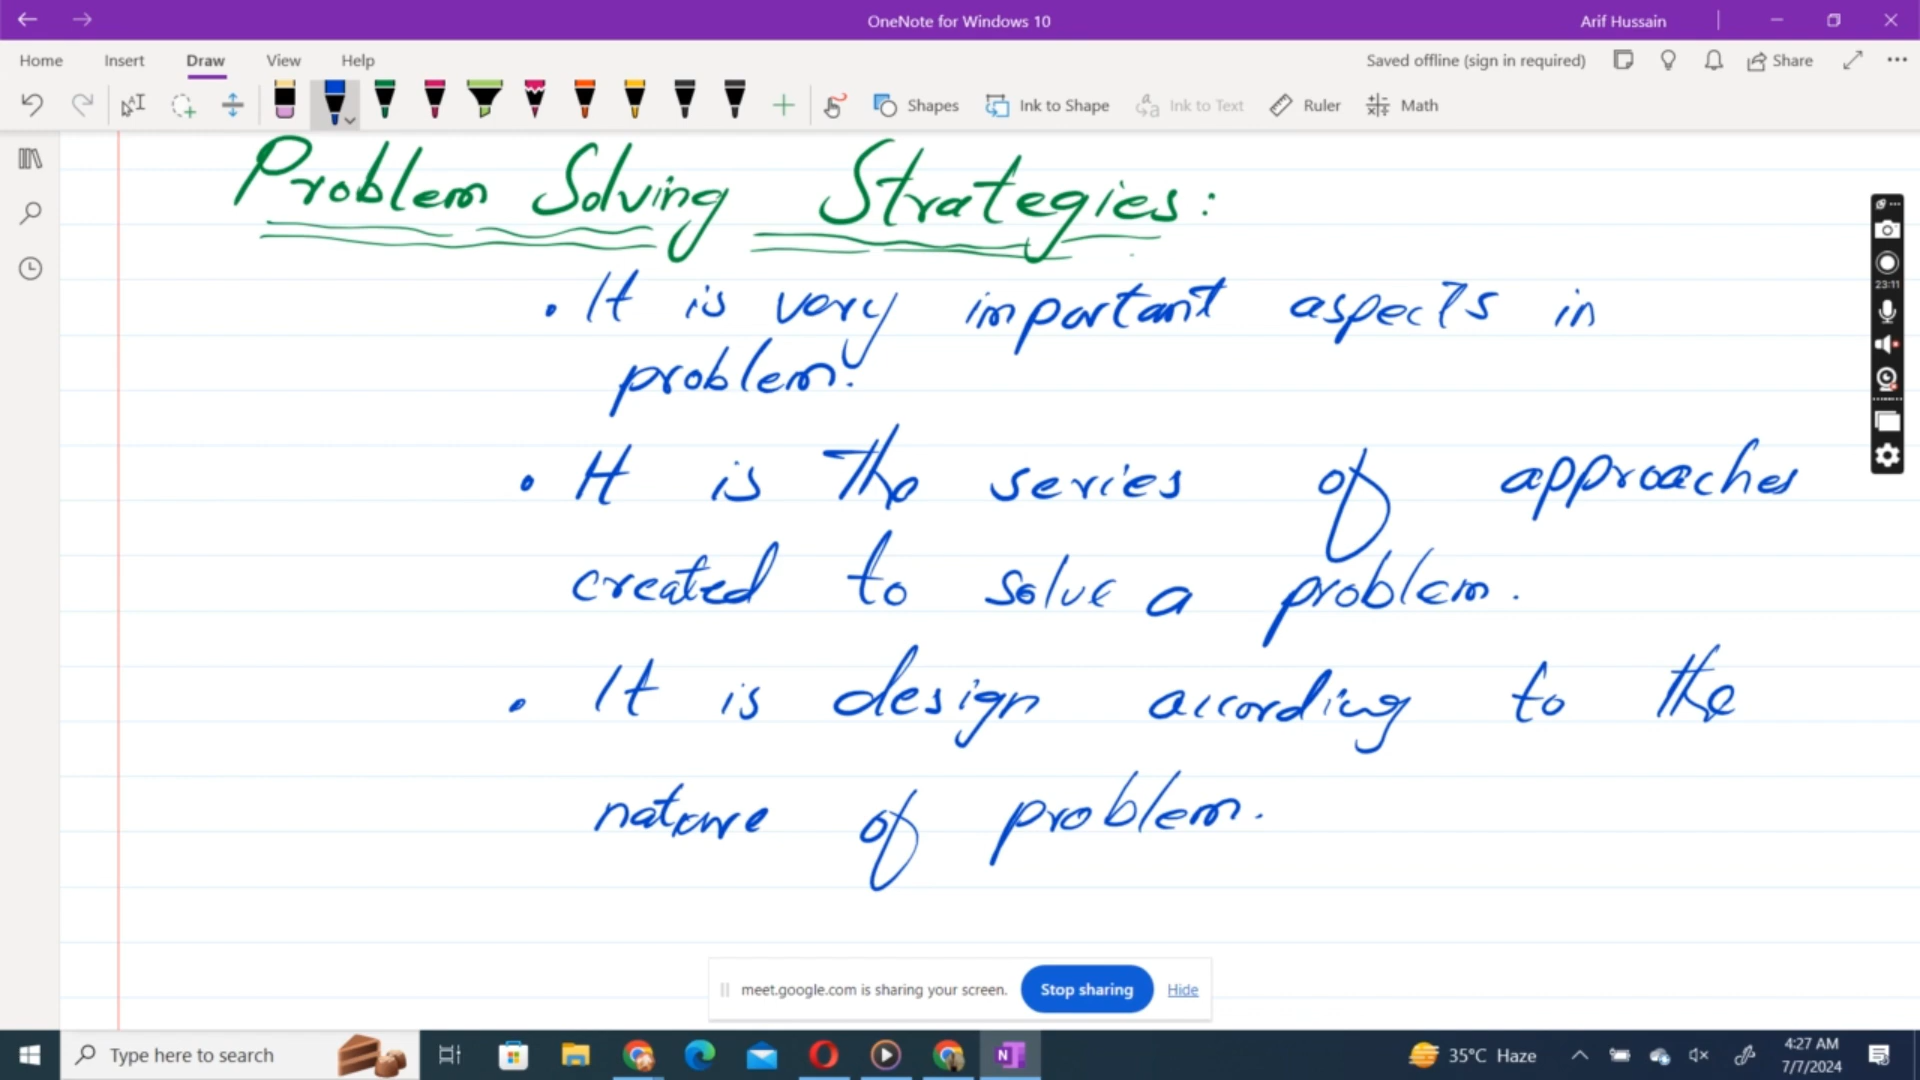 OneNote for Windows 10
Arif Hussain
Home Insert Draw View Help
Saved offline (sign in required) Share
Shapes Ink to Shape Ink to Text Ruler Math
Problem Solving Strategies:
• It is very important aspects in
problem.
• It is the series of approaches
created to solve a problem.
• It is design according to the
nature of problem.
23:11
meet.google.com is sharing your screen. Stop sharing Hide
Type here to search
35°C Haze
4:27 AM
7/7/2024